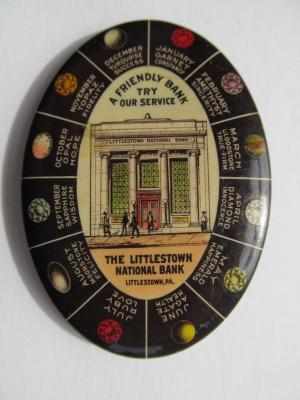 A FRIENDLY BANK
TRY
OUR SERVICE
LITTLESTOWN NATIONAL BANK
THE LITTLESTOWN
NATIONAL BANK
LITTLESTOWN, PA.
JANUARY
GARNET
CONSTANCY
FEBRUARY
AMETHYST
SINCERITY
MARCH
BLOODSTONE
TRUE FIRM
APRIL
DIAMOND
INNOCENCE
MAY
EMERALD
HAPPINESS
JUNE
AGATE
HEALTH
JULY
RUBY
LOVE
AUGUST
MOONSTONE
FELICITY
SEPTEMBER
SAPPHIRE
WISDOM
OCTOBER
OPAL
HOPE
NOVEMBER
TOPAZ
FIDELITY
DECEMBER
TURQUOISE
SUCCESS